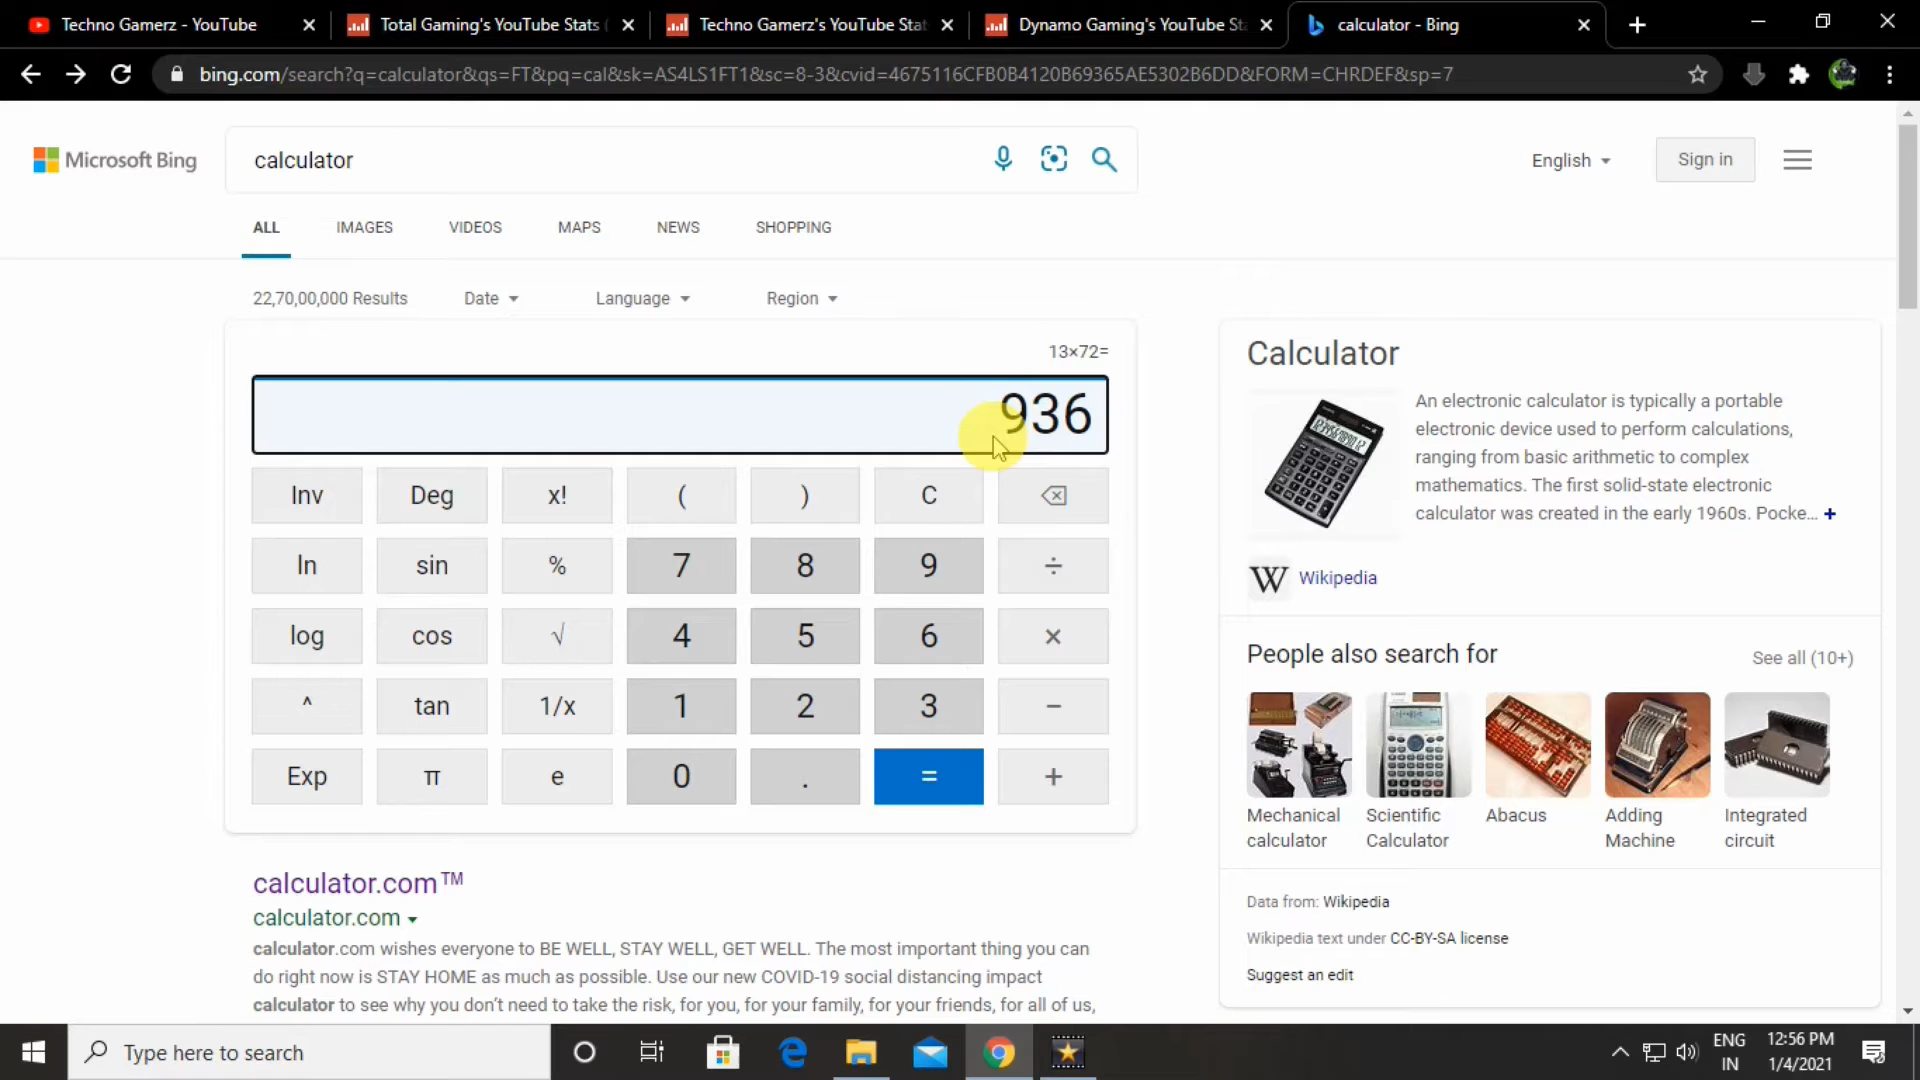 Techno Gamerz - YouTube
Total Gaming's YouTube Stats (
Techno Gamerz's YouTube Stat
Dynamo Gaming's YouTube Sta
calculator - Bing
bing.com/search?q=calculator&qs=FT&pq=cal&sk=AS4LS1FT1&sc=8-3&cvid=4675116CFB0B4120B69365AE5302B6DD&FORM=CHRDEF&sp=7
Microsoft Bing
calculator
English
Sign in
ALL IMAGES VIDEOS MAPS NEWS SHOPPING
22,70,00,000 Results Date Language Region
13×72=
936
Inv Deg x! ( ) C
ln sin % 7 8 9 ÷
log cos √ 4 5 6 ×
^ tan 1/x 1 2 3 −
Exp π e 0 . = +
calculator.com™
calculator.com
calculator.com wishes everyone to BE WELL, STAY WELL, GET WELL. The most important thing you can
do right now is STAY HOME as much as possible. Use our new COVID-19 social distancing impact
calculator to see why you don't need to take the risk, for you, for your family, for your friends, for all of us,
Calculator
An electronic calculator is typically a portable
electronic device used to perform calculations,
ranging from basic arithmetic to complex
mathematics. The first solid-state electronic
calculator was created in the early 1960s. Pocke... +
W Wikipedia
People also search for
See all (10+)
Mechanical calculator
Scientific Calculator
Abacus
Adding Machine
Integrated circuit
Data from: Wikipedia
Wikipedia text under CC-BY-SA license
Suggest an edit
Type here to search
ENG
IN
12:56 PM
1/4/2021